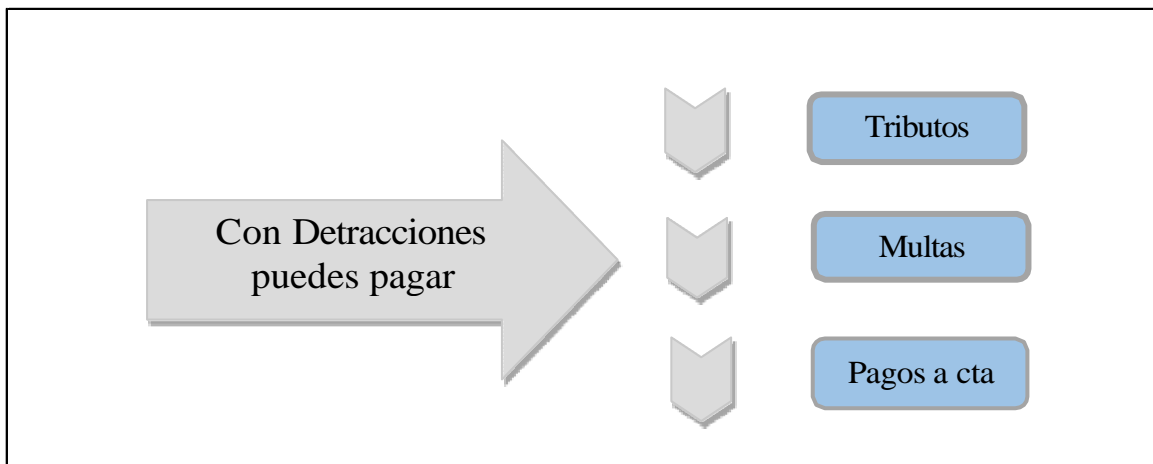 Con Detracciones
puedes pagar
Tributos
Multas
Pagos a cta